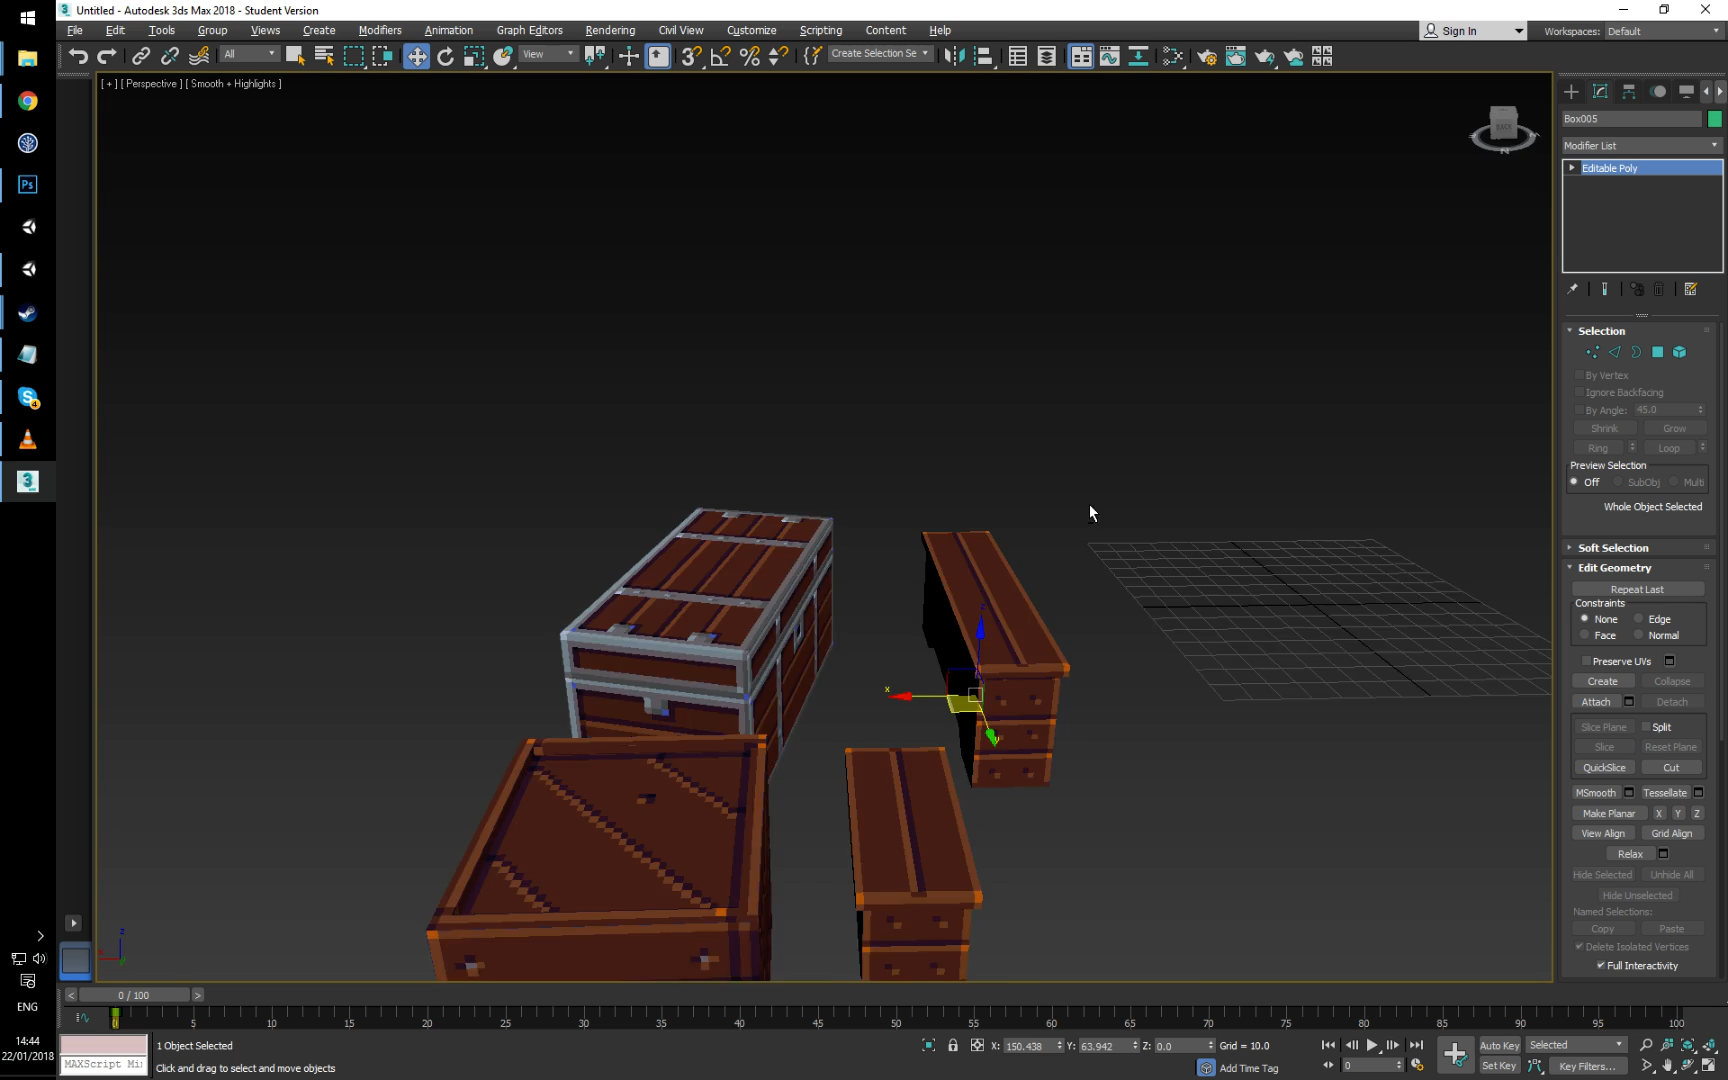 Untitled - Autodesk 3ds Max 2018 - Student Version
File Edit Tools Group Views Create Modifiers Animation Graph Editors Rendering Civil View Customize Scripting Content Help
Sign In Workspaces: Default
All View Create Selection Se
[ + ] [ Perspective ] [ Smooth + Highlights ]
BACK
N
Box005
Modifier List
Editable Poly
Selection
By Vertex
Ignore Backfacing
By Angle: 45.0
Shrink Grow
Ring Loop
Preview Selection
Off SubObj Multi
Whole Object Selected
Soft Selection
Edit Geometry
Repeat Last
Constraints
None Edge
Face Normal
Preserve UVs
Create Collapse
Attach Detach
Slice Plane Split
Slice Reset Plane
QuickSlice Cut
MSmooth Tessellate
Make Planar X Y Z
View Align Grid Align
Relax
Hide Selected Unhide All
Hide Unselected
Named Selections:
Copy Paste
Delete Isolated Vertices
Full Interactivity
z
x
y
z
ENG
14:44
22/01/2018
0 / 100
0 5 10 15 20 25 30 35 40 45 50 55 60 65 70 75 80 85 90 95 100
1 Object Selected
X: 150.438 Y: 63.942 Z: 0.0 Grid = 10.0
Auto Key Selected
MAXScript Mi
Click and drag to select and move objects
Add Time Tag
0
Set Key Key Filters...